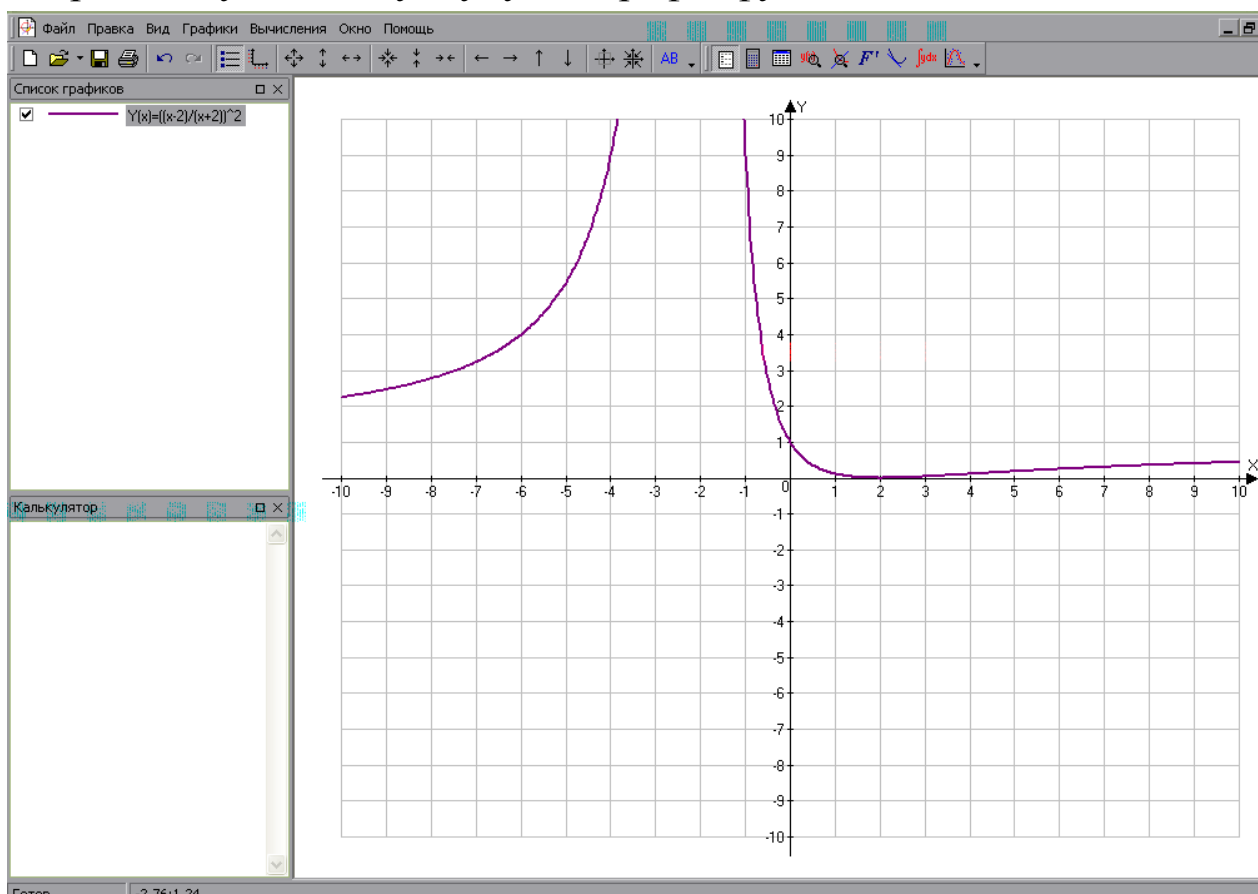 Файл Правка Вид Графики Вычисления Окно Помощь
AB F' ∫ydx
Список графиков
Y(x)=((x-2)/(x+2))^2
Калькулятор
Y
10
9
8
7
6
5
4
3
2
1
-10 -9 -8 -7 -6 -5 -4 -3 -2 -1 0 1 2 3 4 5 6 7 8 9 10 X
-1
-2
-3
-4
-5
-6
-7
-8
-9
-10